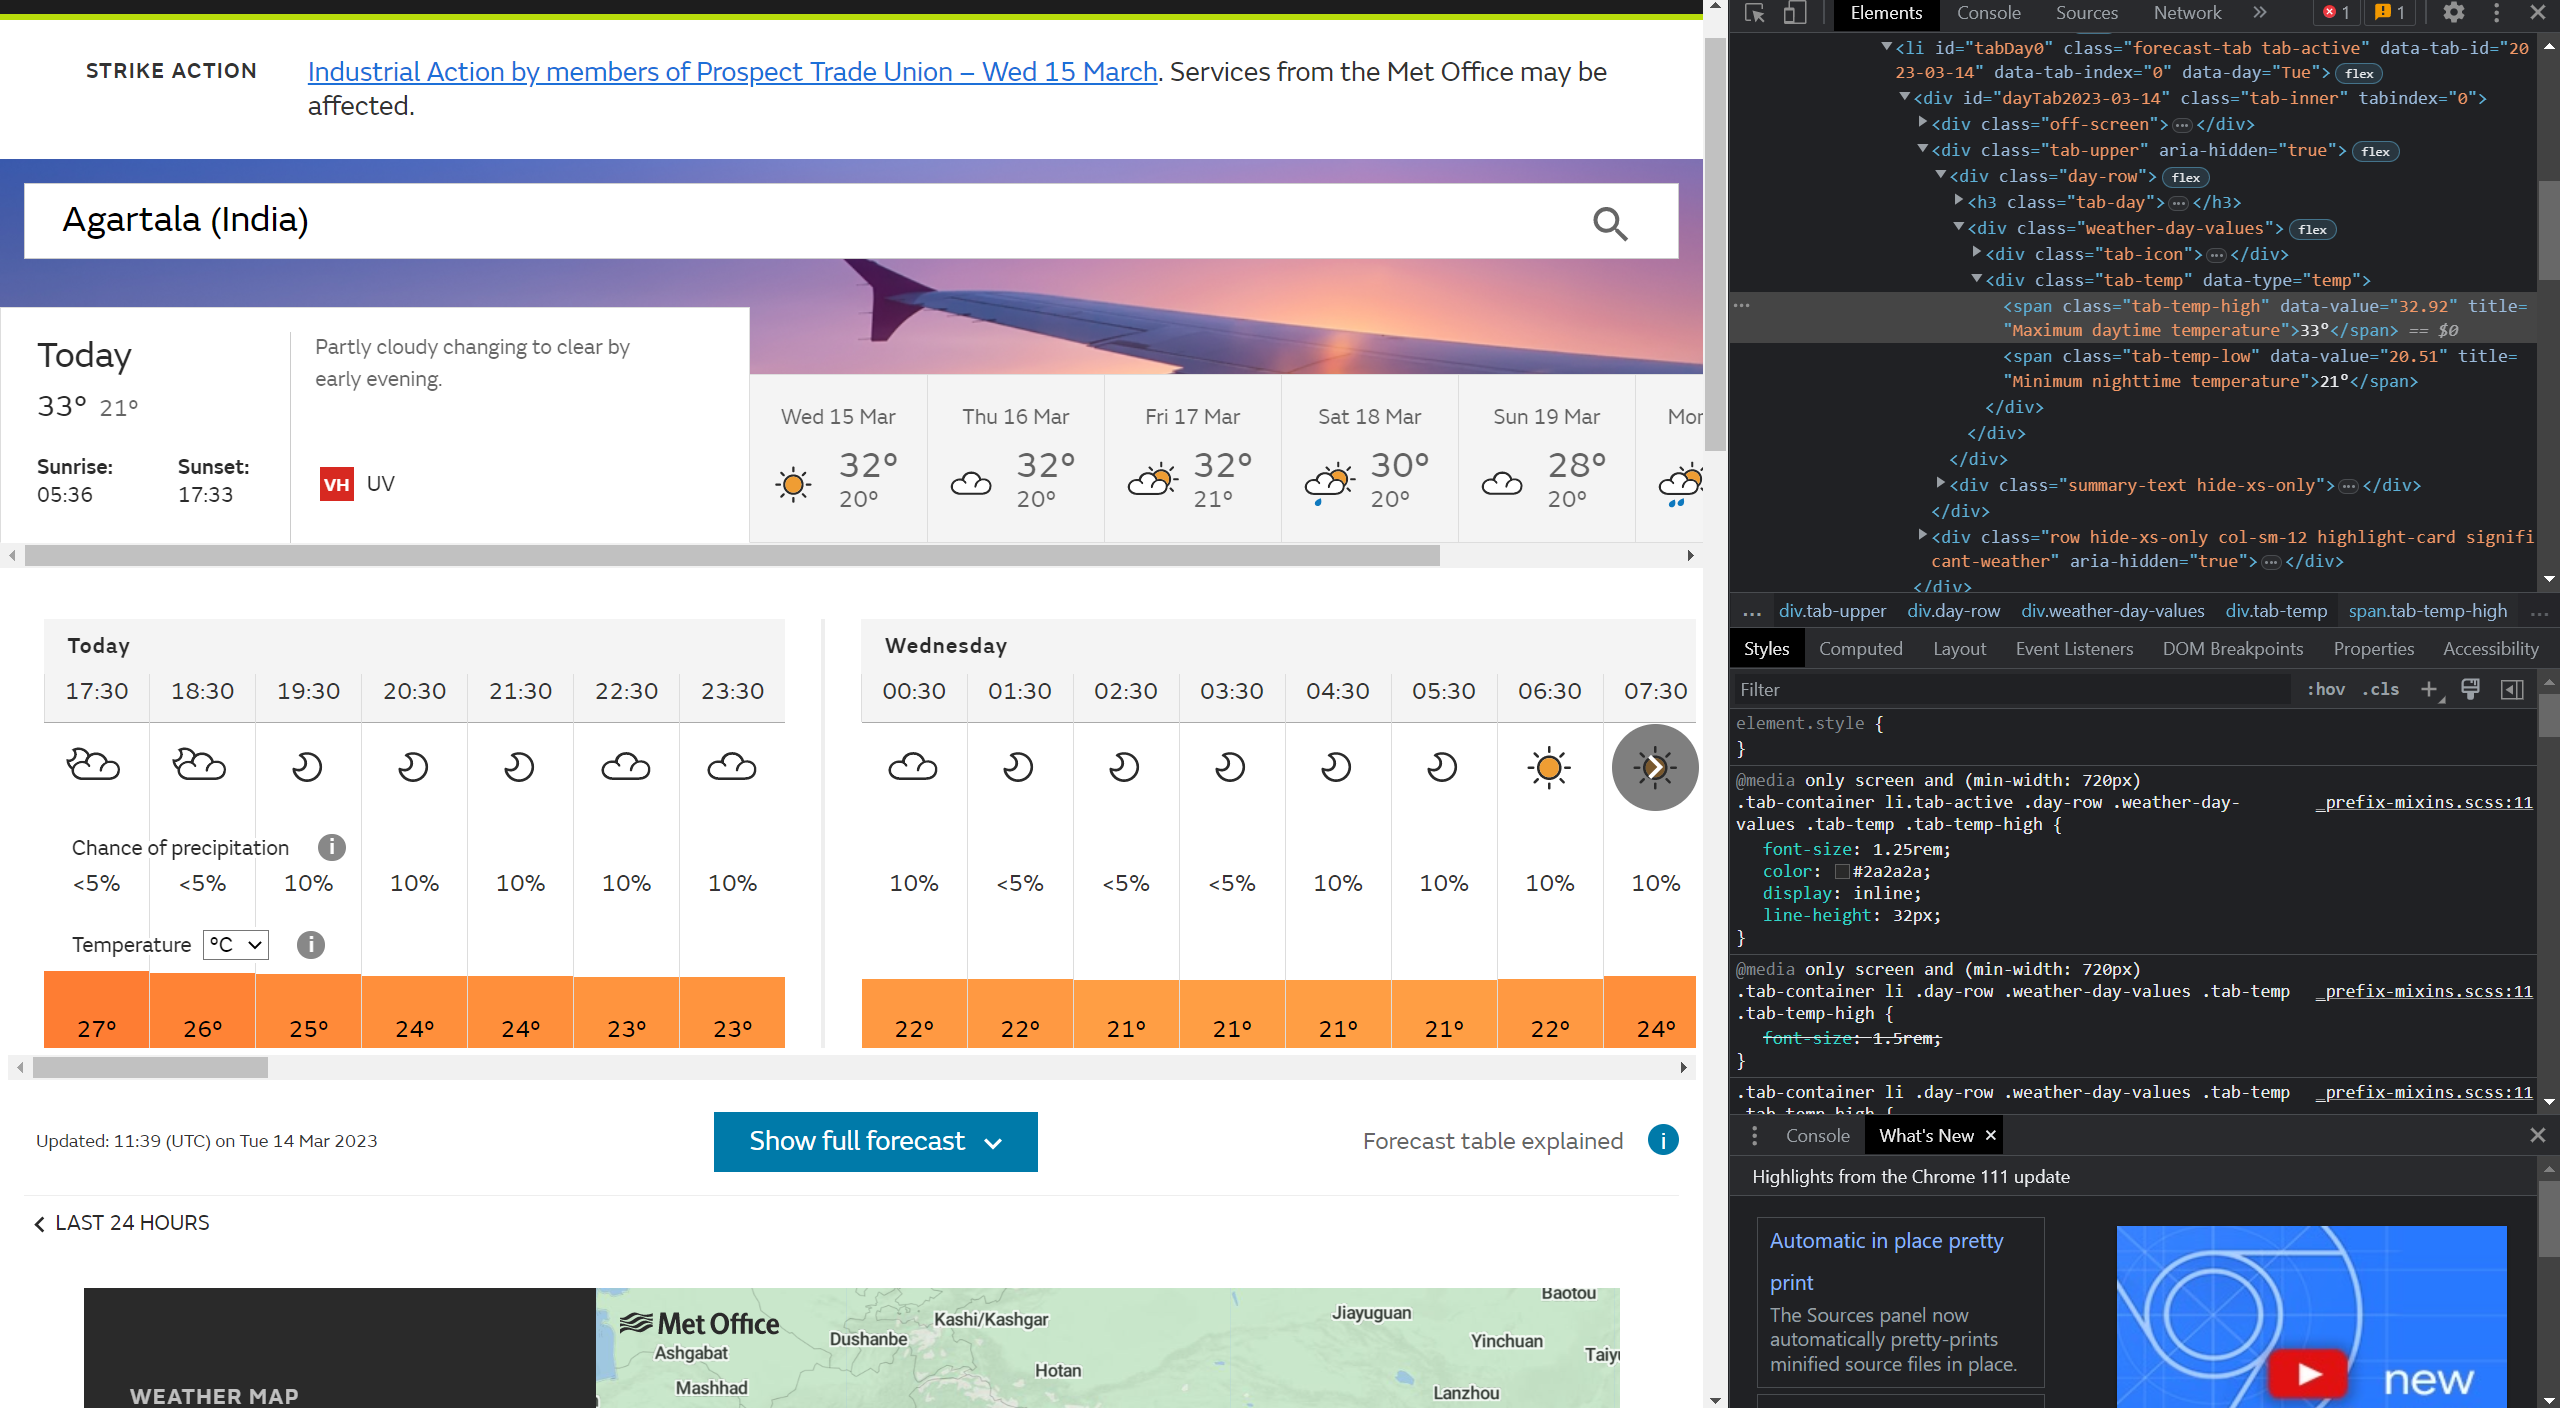 STRIKE ACTION
Industrial Action by members of Prospect Trade Union – Wed 15 March. Services from the Met Office may be
affected.
Agartala (India)
Today
33° 21°
Sunrise: Sunset:
05:36 17:33
Partly cloudy changing to clear by
early evening.
VH UV
Wed 15 Mar Thu 16 Mar Fri 17 Mar Sat 18 Mar Sun 19 Mar Mon
32° 32° 32° 30° 28°
20° 20° 21° 20° 20°
Today
17:30 18:30 19:30 20:30 21:30 22:30 23:30
Wednesday
00:30 01:30 02:30 03:30 04:30 05:30 06:30 07:30
Chance of precipitation i
<5% <5% 10% 10% 10% 10% 10% 10% <5% <5% <5% 10% 10% 10% 10%
Temperature °C i
27° 26° 25° 24° 24° 23° 23° 22° 22° 21° 21° 21° 21° 22° 24°
Updated: 11:39 (UTC) on Tue 14 Mar 2023
Show full forecast
Forecast table explained i
LAST 24 HOURS
WEATHER MAP
Met Office
Ashgabat
Mashhad
Dushanbe
Kashi/Kashgar
Hotan
Jiayuguan
Baotou
Yinchuan
Taiy
Lanzhou
Elements Console Sources Network » 1 1
<li id="tabDay0" class="forecast-tab tab-active" data-tab-id="20
23-03-14" data-tab-index="0" data-day="Tue"> flex
<div id="dayTab2023-03-14" class="tab-inner" tabindex="0">
<div class="off-screen"> … </div>
<div class="tab-upper" aria-hidden="true"> flex
<div class="day-row"> flex
<h3 class="tab-day"> … </h3>
<div class="weather-day-values"> flex
<div class="tab-icon"> … </div>
<div class="tab-temp" data-type="temp">
<span class="tab-temp-high" data-value="32.92" title=
"Maximum daytime temperature">33°</span> == $0
<span class="tab-temp-low" data-value="20.51" title=
"Minimum nighttime temperature">21°</span>
</div>
</div>
</div>
<div class="summary-text hide-xs-only"> … </div>
</div>
<div class="row hide-xs-only col-sm-12 highlight-card signifi
cant-weather" aria-hidden="true"> … </div>
</div>
… div.tab-upper div.day-row div.weather-day-values div.tab-temp span.tab-temp-high …
Styles Computed Layout Event Listeners DOM Breakpoints Properties Accessibility
Filter :hov .cls +
element.style {
}
@media only screen and (min-width: 720px)
.tab-container li.tab-active .day-row .weather-day- _prefix-mixins.scss:11
values .tab-temp .tab-temp-high {
font-size: 1.25rem;
color: #2a2a2a;
display: inline;
line-height: 32px;
}
@media only screen and (min-width: 720px)
.tab-container li .day-row .weather-day-values .tab-temp _prefix-mixins.scss:11
.tab-temp-high {
font-size: 1.5rem;
}
.tab-container li .day-row .weather-day-values .tab-temp _prefix-mixins.scss:11
.tab-temp-high {
Console What's New ×
Highlights from the Chrome 111 update
Automatic in place pretty
print
The Sources panel now
automatically pretty-prints
minified source files in place.
new